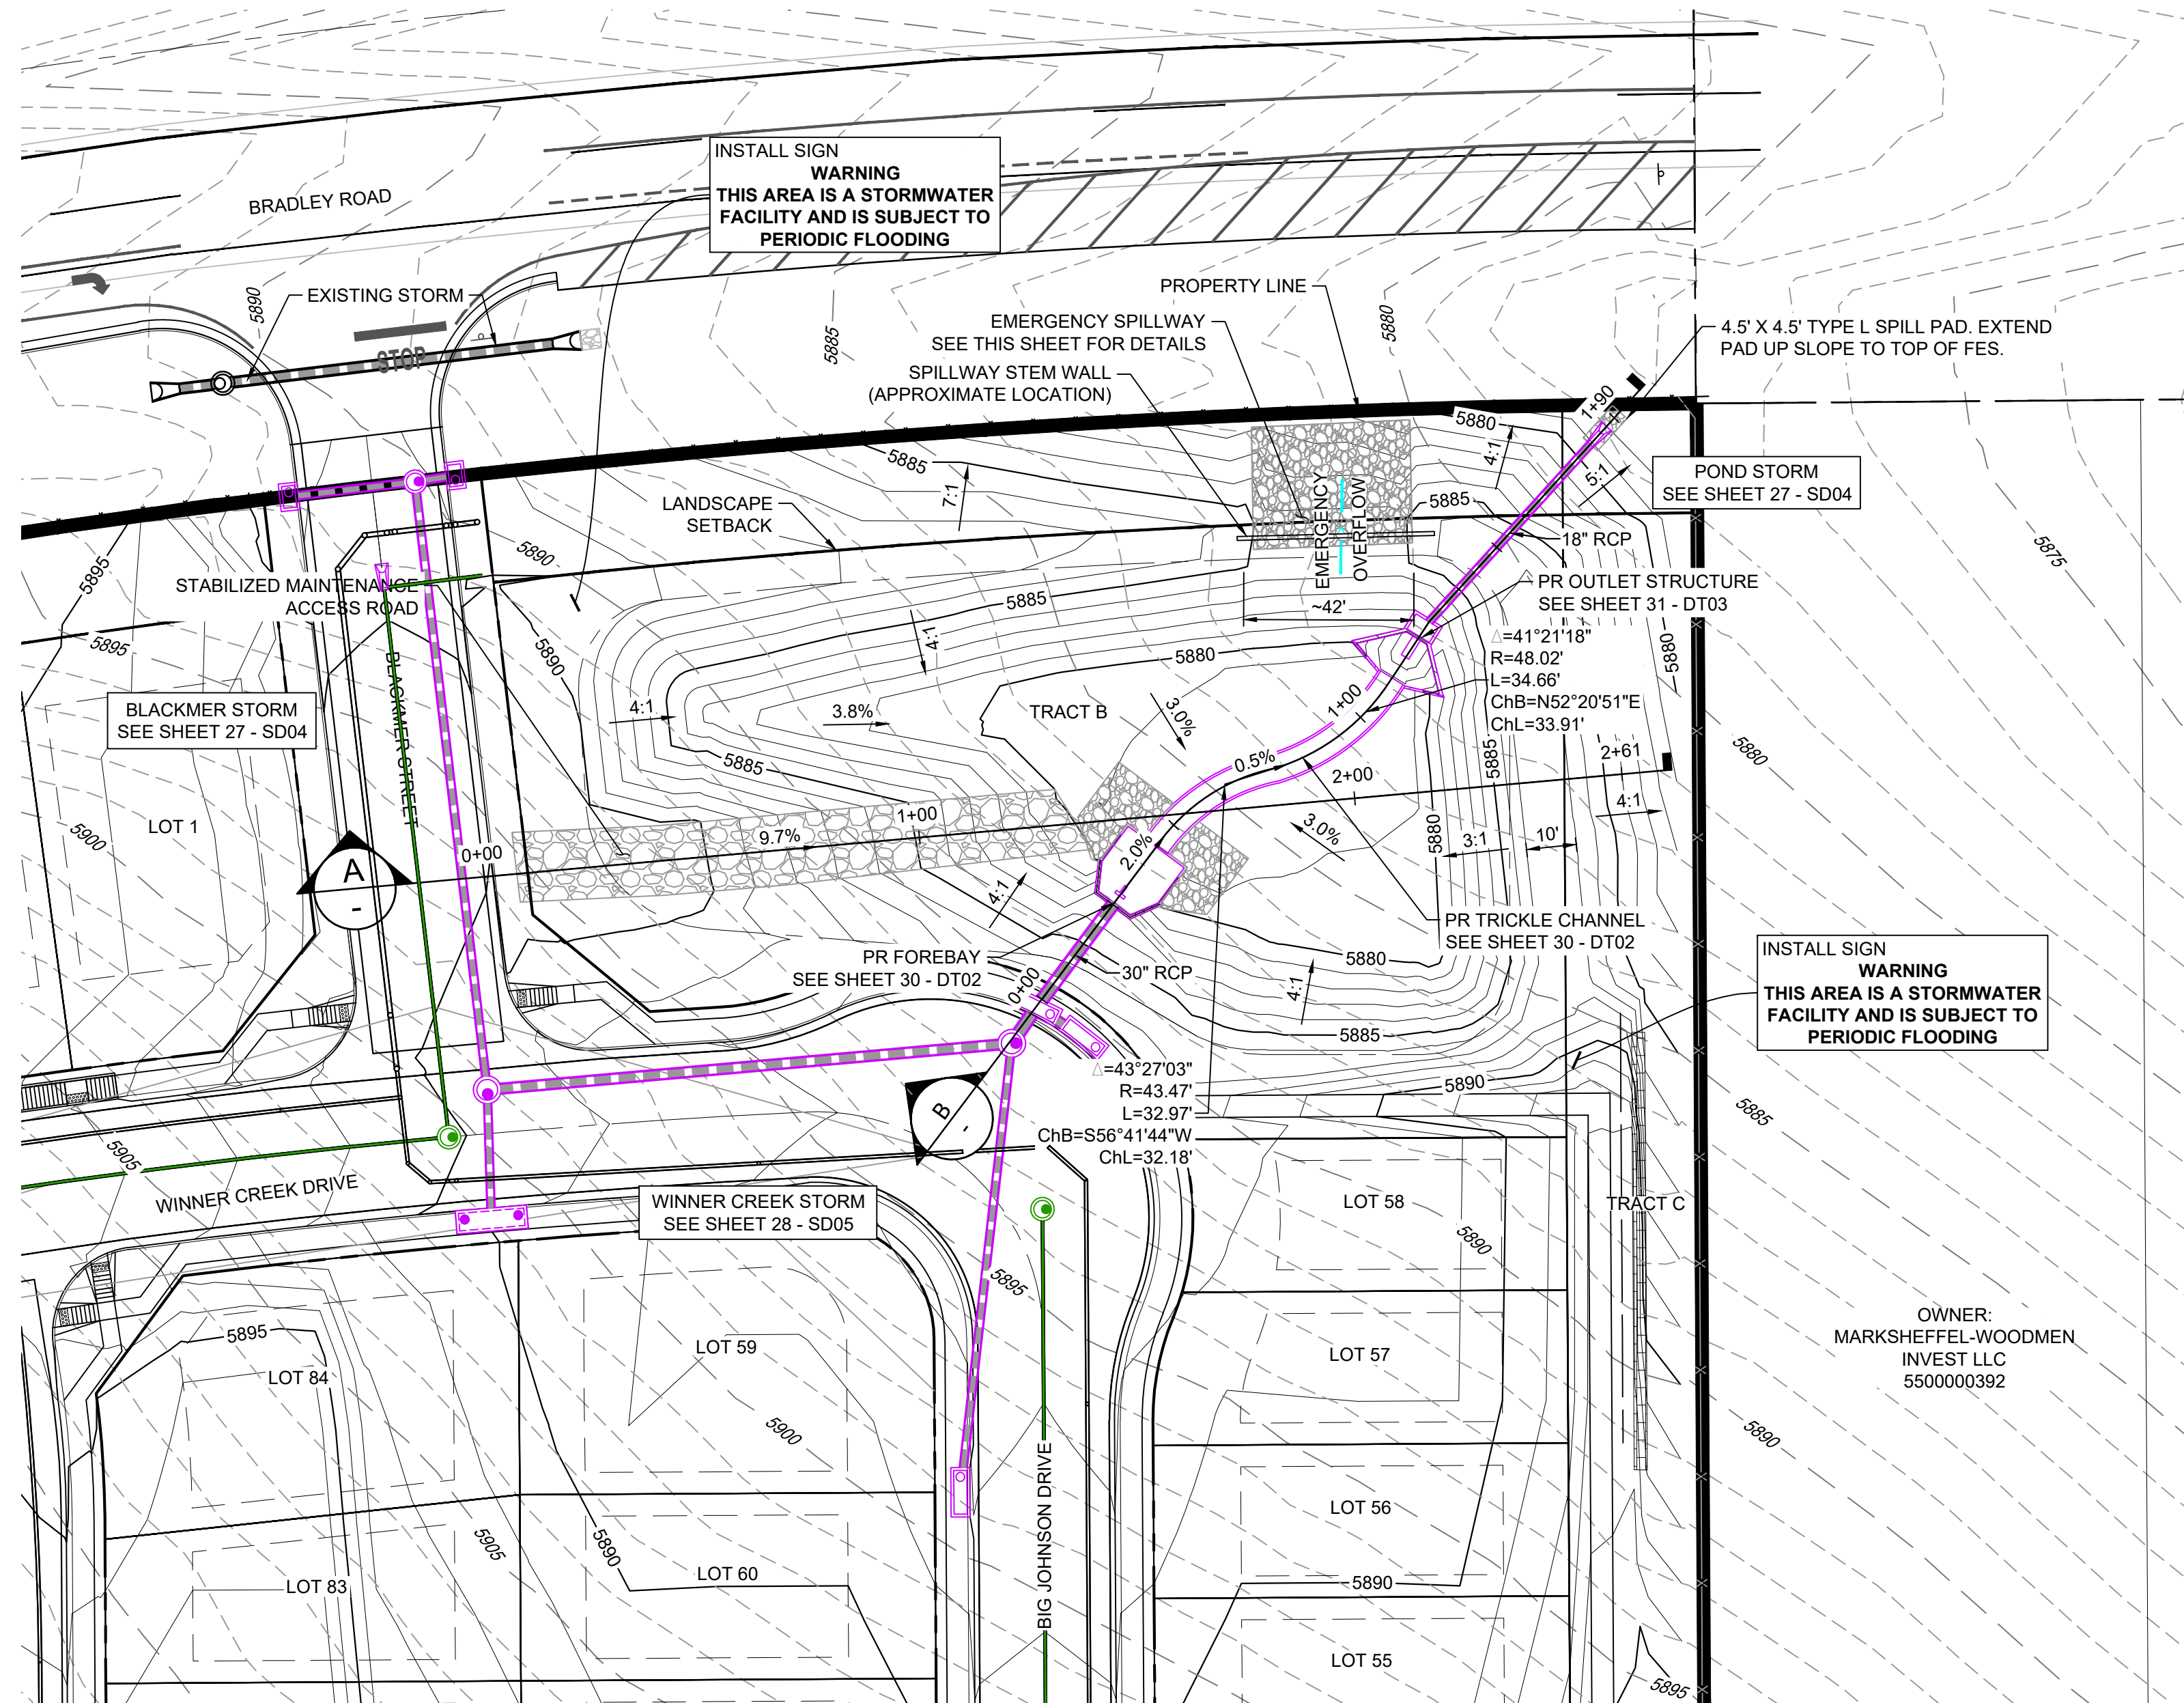 INSTALL SIGN
WARNING
THIS AREA IS A STORMWATER
FACILITY AND IS SUBJECT TO
PERIODIC FLOODING
BRADLEY ROAD
5890
EXISTING STORM
STOP
5885
5880
PROPERTY LINE
EMERGENCY SPILLWAY
SEE THIS SHEET FOR DETAILS
SPILLWAY STEM WALL
(APPROXIMATE LOCATION)
4.5' X 4.5' TYPE L SPILL PAD. EXTEND
PAD UP SLOPE TO TOP OF FES.
1+90
5880
4:1
5:1
5885
7:1
5885
POND STORM
SEE SHEET 27 - SD04
LANDSCAPE
SETBACK
EMERGENCY
OVERFLOW
18" RCP
5875
5890
5895
STABILIZED MAINTENANCE
ACCESS ROAD
PR OUTLET STRUCTURE
SEE SHEET 31 - DT03
5885
~42'
4:1
5895
5890
5880
5880
Δ=41°21'18"
R=48.02'
L=34.66'
ChB=N52°20'51"E
ChL=33.91'
BLACKMER STORM
SEE SHEET 27 - SD04
BLACKMER STREET
4:1
3.8%
TRACT B
3.0%
1+00
5885
0.5%
2+00
5885
2+61
5880
4:1
LOT 1
5900
0+00
9.7%
1+00
2.0%
3.0%
5880
3:1
10'
A
-
4:1
PR TRICKLE CHANNEL
SEE SHEET 30 - DT02
PR FOREBAY
SEE SHEET 30 - DT02
0+00
30" RCP
5880
4:1
5885
INSTALL SIGN
WARNING
THIS AREA IS A STORMWATER
FACILITY AND IS SUBJECT TO
PERIODIC FLOODING
Δ=43°27'03"
R=43.47'
L=32.97'
ChB=S56°41'44"W
ChL=32.18'
B
-
5890
5885
5905
WINNER CREEK DRIVE
WINNER CREEK STORM
SEE SHEET 28 - SD05
LOT 58
5890
TRACT C
5895
5895
LOT 59
LOT 57
OWNER:
MARKSHEFFEL-WOODMEN
INVEST LLC
5500000392
LOT 84
5900
5890
BIG JOHNSON DRIVE
LOT 56
5905
5890
LOT 83
LOT 60
5890
LOT 55
5895